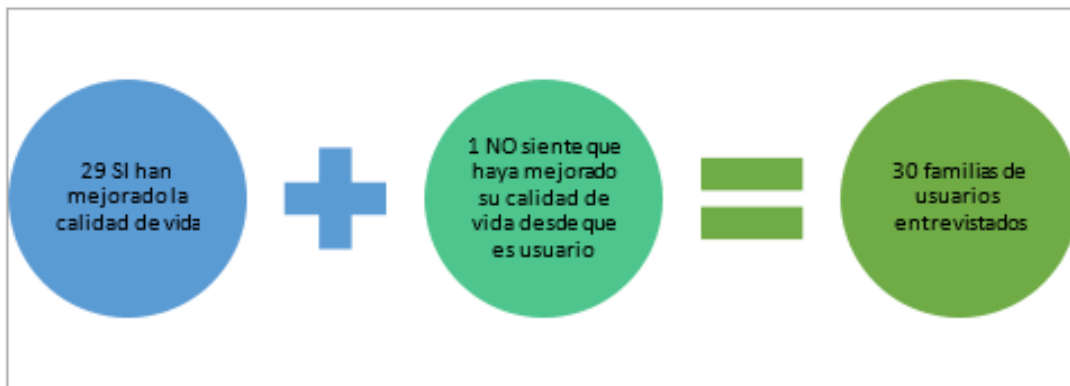 29 SI han
mejorado la
calidad de vida
1 NO siente que
haya mejorado
su calidad de
vida desde que
es usuario
30 familias de
usuarios
entrevistados